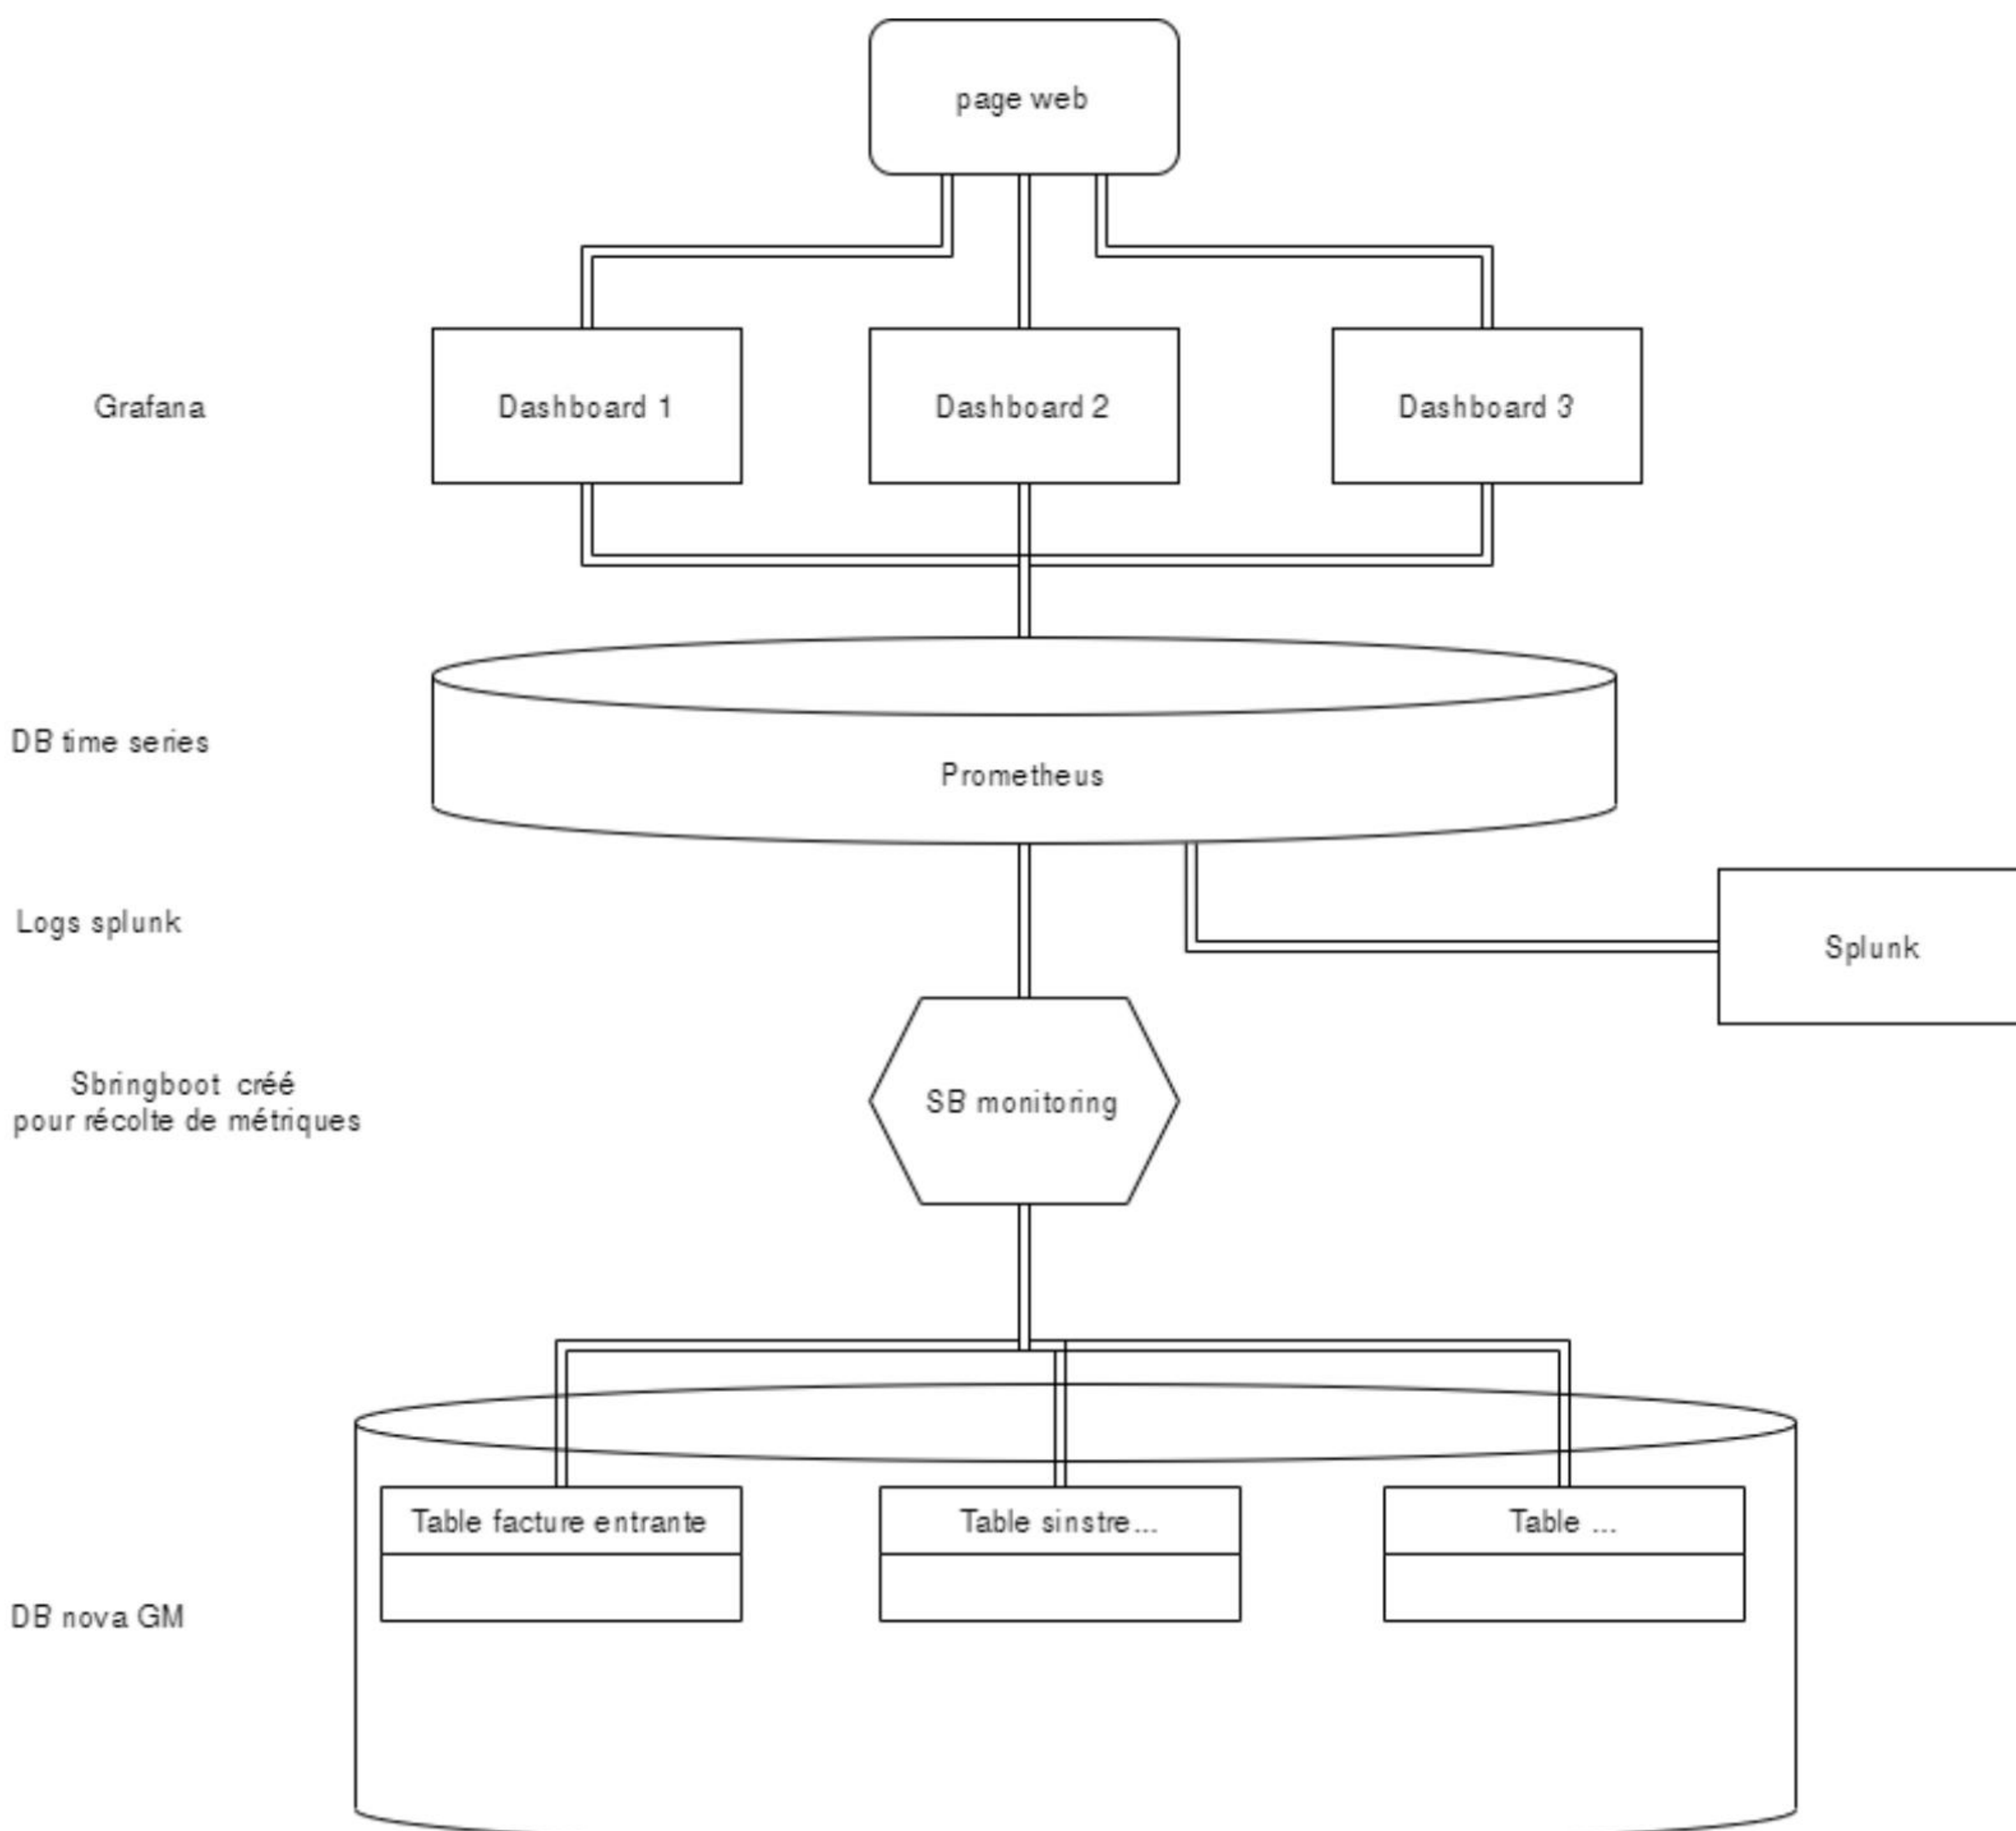 page web
Grafana
Dashboard 1
Dashboard 2
Dashboard 3
DB time series
Prometheus
Logs splunk
Splunk
Sbringboot créé
pour récolte de métriques
SB monitoring
Table facture entrante
Table sinstre...
Table ...
DB nova GM